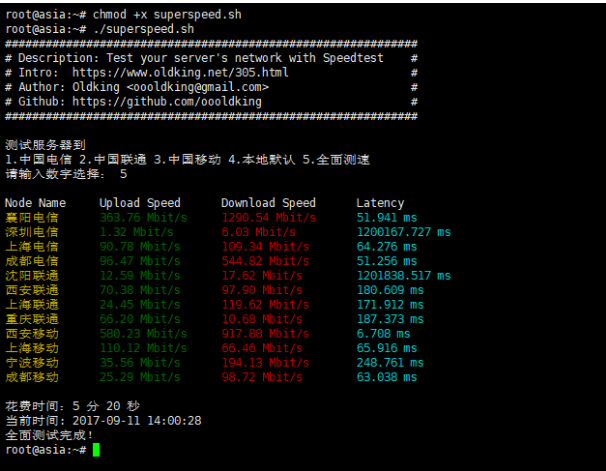 root@asia:~# chmod +x superspeed.sh
root@asia:~# ./superspeed.sh
##############################################################
# Description: Test your server's network with Speedtest #
# Intro: https://www.oldking.net/305.html #
# Author: Oldking <oooldking@gmail.com> #
# Github: https://github.com/oooldking #
##############################################################
测试服务器到
1.中国电信 2.中国联通 3.中国移动 4.本地默认 5.全面测速
请输入数字选择： 5
Node Name Upload Speed Download Speed Latency
襄阳电信 363.76 Mbit/s 1290.54 Mbit/s 51.941 ms
深圳电信 1.32 Mbit/s 6.03 Mbit/s 1200167.727 ms
上海电信 90.78 Mbit/s 109.34 Mbit/s 64.276 ms
成都电信 96.47 Mbit/s 544.82 Mbit/s 51.256 ms
沈阳联通 12.59 Mbit/s 17.62 Mbit/s 1201838.517 ms
西安联通 70.38 Mbit/s 97.90 Mbit/s 180.609 ms
上海联通 24.45 Mbit/s 119.62 Mbit/s 171.912 ms
重庆联通 66.20 Mbit/s 10.68 Mbit/s 187.373 ms
西安移动 580.23 Mbit/s 917.88 Mbit/s 6.708 ms
上海移动 110.12 Mbit/s 66.46 Mbit/s 65.916 ms
宁波移动 35.56 Mbit/s 194.13 Mbit/s 248.761 ms
成都移动 25.29 Mbit/s 98.72 Mbit/s 63.038 ms
花费时间：5 分 20 秒
当前时间: 2017-09-11 14:00:28
全面测试完成！
root@asia:~#